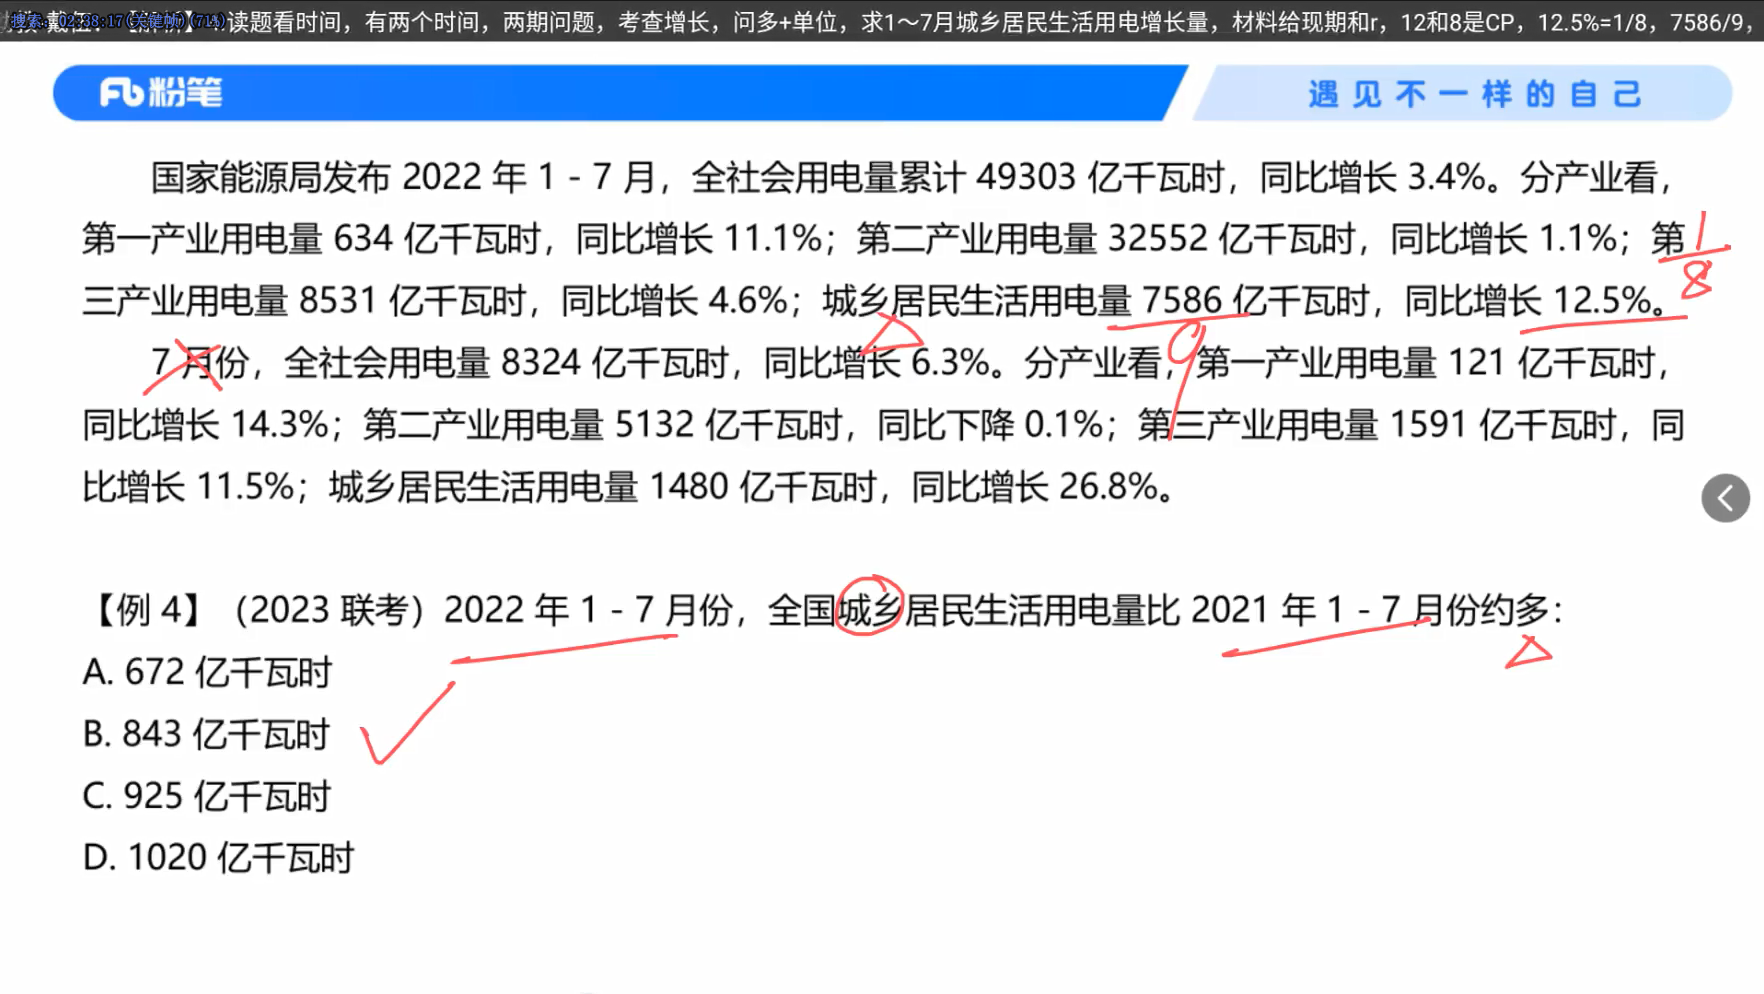 读题看时间，有两个时间，两期问题，考查增长，问多+单位，求1～7月城乡居民生活用电增长量，材料给现期和r，12和8是CP，12.5%=1/8，7586/9，
搜索: 02:38:17(关键帧)(71%)
粉笔
遇见不一样的自己
国家能源局发布 2022 年 1 - 7 月，全社会用电量累计 49303 亿千瓦时，同比增长 3.4%。分产业看，
第一产业用电量 634 亿千瓦时，同比增长 11.1%；第二产业用电量 32552 亿千瓦时，同比增长 1.1%；第
1
8
三产业用电量 8531 亿千瓦时，同比增长 4.6%；城乡居民生活用电量 7586 亿千瓦时，同比增长 12.5%。
9
7 月份，全社会用电量 8324 亿千瓦时，同比增长 6.3%。分产业看，第一产业用电量 121 亿千瓦时，
同比增长 14.3%；第二产业用电量 5132 亿千瓦时，同比下降 0.1%；第三产业用电量 1591 亿千瓦时，同
比增长 11.5%；城乡居民生活用电量 1480 亿千瓦时，同比增长 26.8%。
【例 4】（2023 联考）2022 年 1 - 7 月份，全国城乡居民生活用电量比 2021 年 1 - 7 月份约多：
A. 672 亿千瓦时
B. 843 亿千瓦时
C. 925 亿千瓦时
D. 1020 亿千瓦时